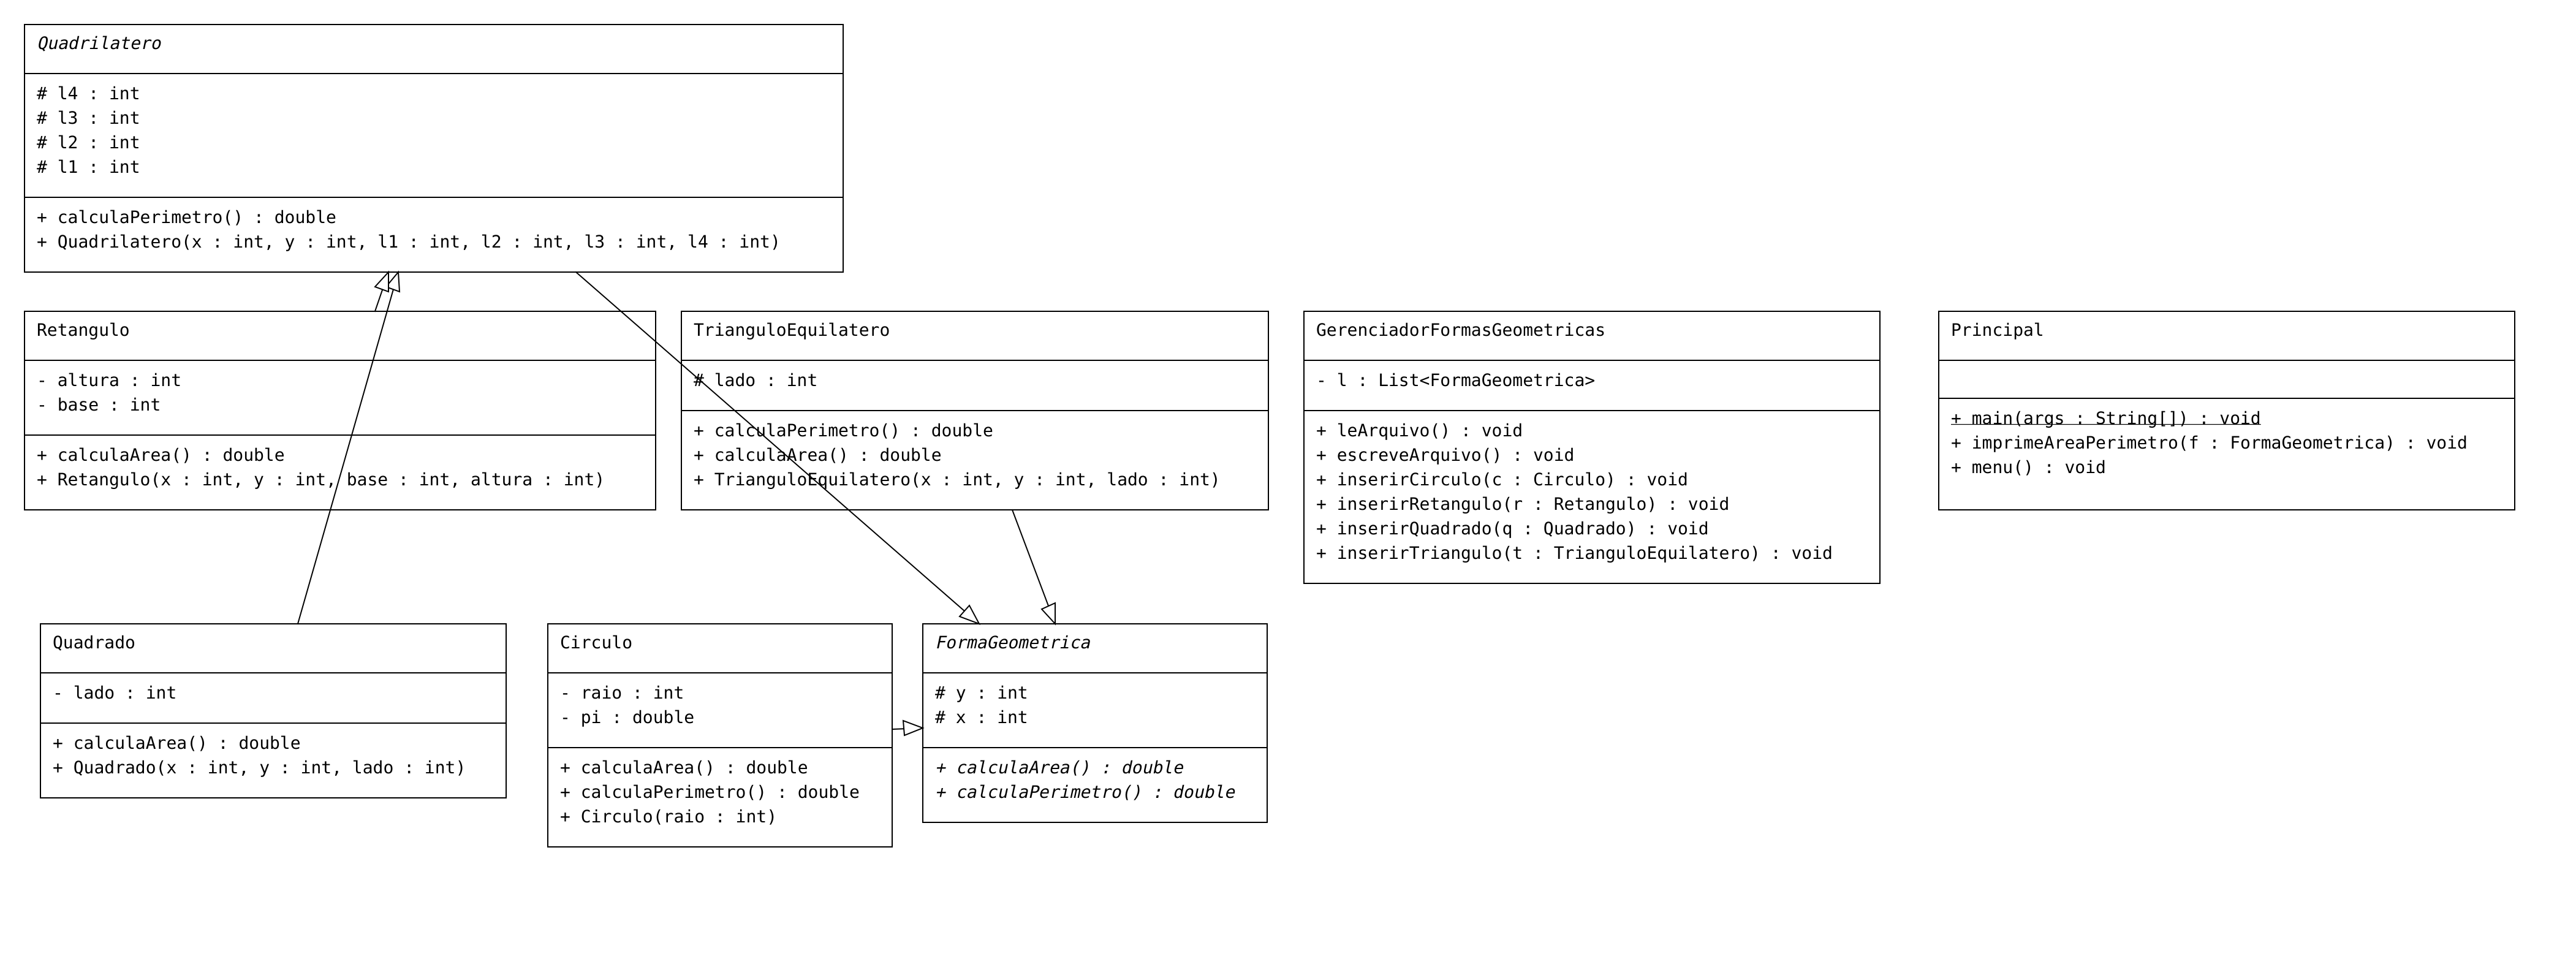 Quadrilatero
# l4 : int
# l3 : int
# l2 : int
# l1 : int
+ calculaPerimetro() : double
+ Quadrilatero(x : int, y : int, l1 : int, l2 : int, l3 : int, l4 : int)
Retangulo
- altura : int
- base : int
+ calculaArea() : double
+ Retangulo(x : int, y : int, base : int, altura : int)
TrianguloEquilatero
# lado : int
+ calculaPerimetro() : double
+ calculaArea() : double
+ TrianguloEquilatero(x : int, y : int, lado : int)
GerenciadorFormasGeometricas
- l : List<FormaGeometrica>
+ leArquivo() : void
+ escreveArquivo() : void
+ inserirCirculo(c : Circulo) : void
+ inserirRetangulo(r : Retangulo) : void
+ inserirQuadrado(q : Quadrado) : void
+ inserirTriangulo(t : TrianguloEquilatero) : void
Principal
+ main(args : String[]) : void
+ imprimeAreaPerimetro(f : FormaGeometrica) : void
+ menu() : void
Quadrado
- lado : int
+ calculaArea() : double
+ Quadrado(x : int, y : int, lado : int)
Circulo
- raio : int
- pi : double
+ calculaArea() : double
+ calculaPerimetro() : double
+ Circulo(raio : int)
FormaGeometrica
# y : int
# x : int
+ calculaArea() : double
+ calculaPerimetro() : double